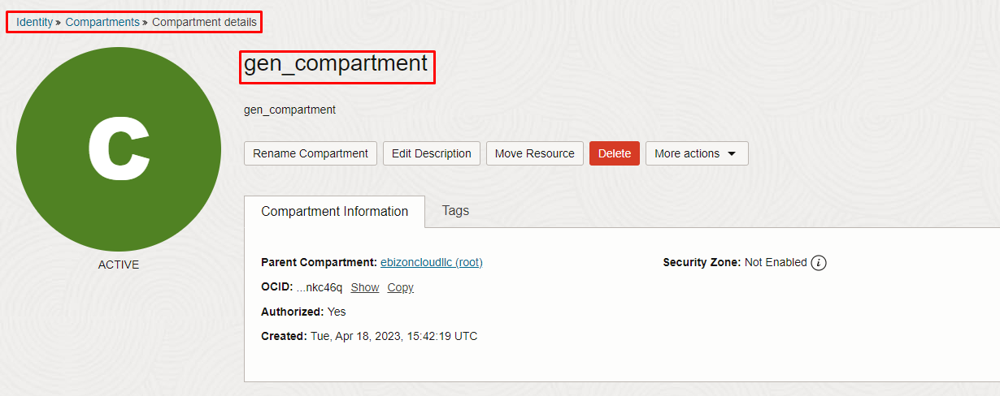 Identity » Compartments » Compartment details
C
ACTIVE
gen_compartment
gen_compartment
Rename Compartment Edit Description Move Resource Delete More actions
Compartment Information Tags
Parent Compartment: ebizoncloudllc (root) Security Zone: Not Enabled i
OCID: ...nkc46q Show Copy
Authorized: Yes
Created: Tue, Apr 18, 2023, 15:42:19 UTC